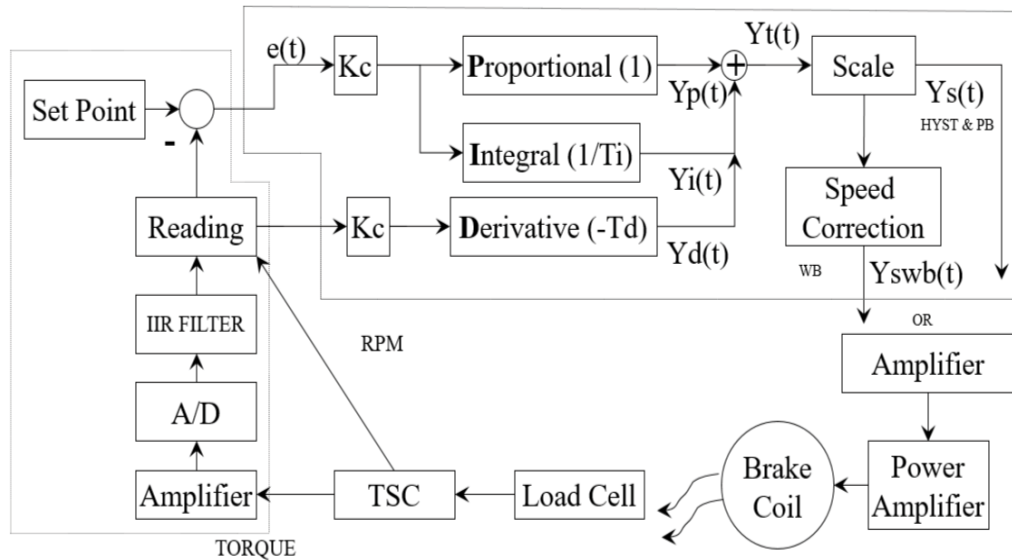 e(t)
Kc
Proportional (1)
+
Yt(t)
Scale
Set Point
-
Yp(t)
Ys(t)
HYST & PB
Integral (1/Ti)
Yi(t)
Speed
Correction
Reading
Kc
Derivative (-Td)
Yd(t)
WB
Yswb(t)
IIR FILTER
RPM
OR
Amplifier
A/D
Brake
Coil
Power
Amplifier
Amplifier
TSC
Load Cell
TORQUE